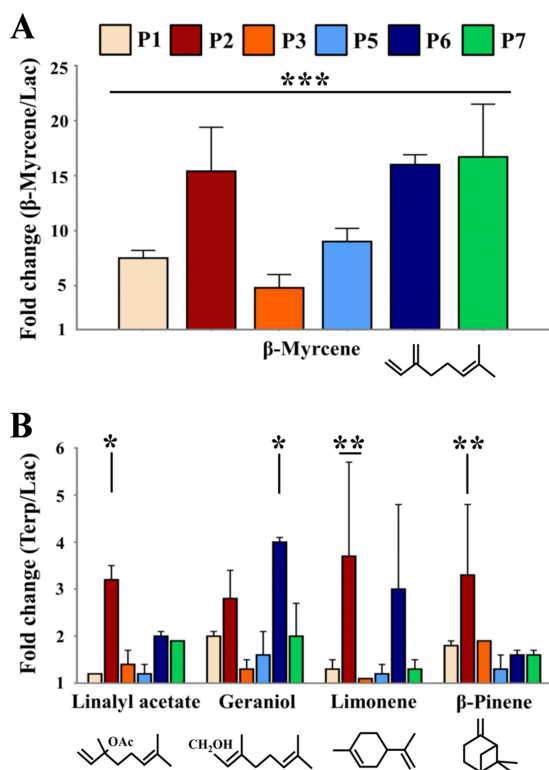 A
P1 P2 P3 P5 P6 P7
Fold change (β-Myrcene/Lac)
25
20
15
10
5
1
***
β-Myrcene
B
Fold change (Terp/Lac)
6
5
4
3
2
1
* * ** **
Linalyl acetate Geraniol Limonene β-Pinene
OAc
CH2OH